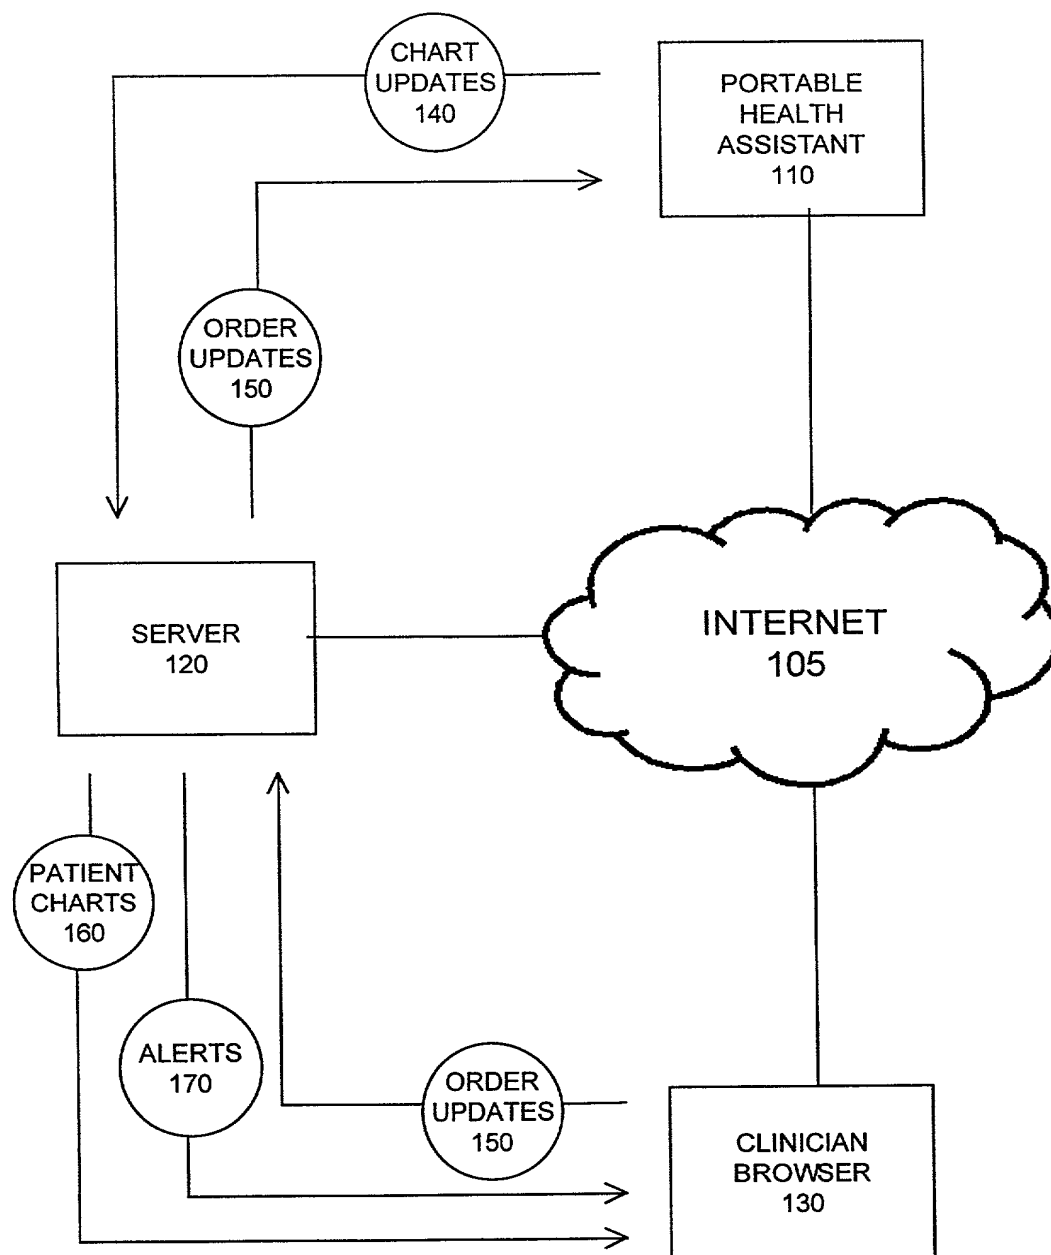 CHART
UPDATES
140
PORTABLE
HEALTH
ASSISTANT
110
ORDER
UPDATES
150
SERVER
120
INTERNET
105
PATIENT
CHARTS
160
ALERTS
170
ORDER
UPDATES
150
CLINICIAN
BROWSER
130